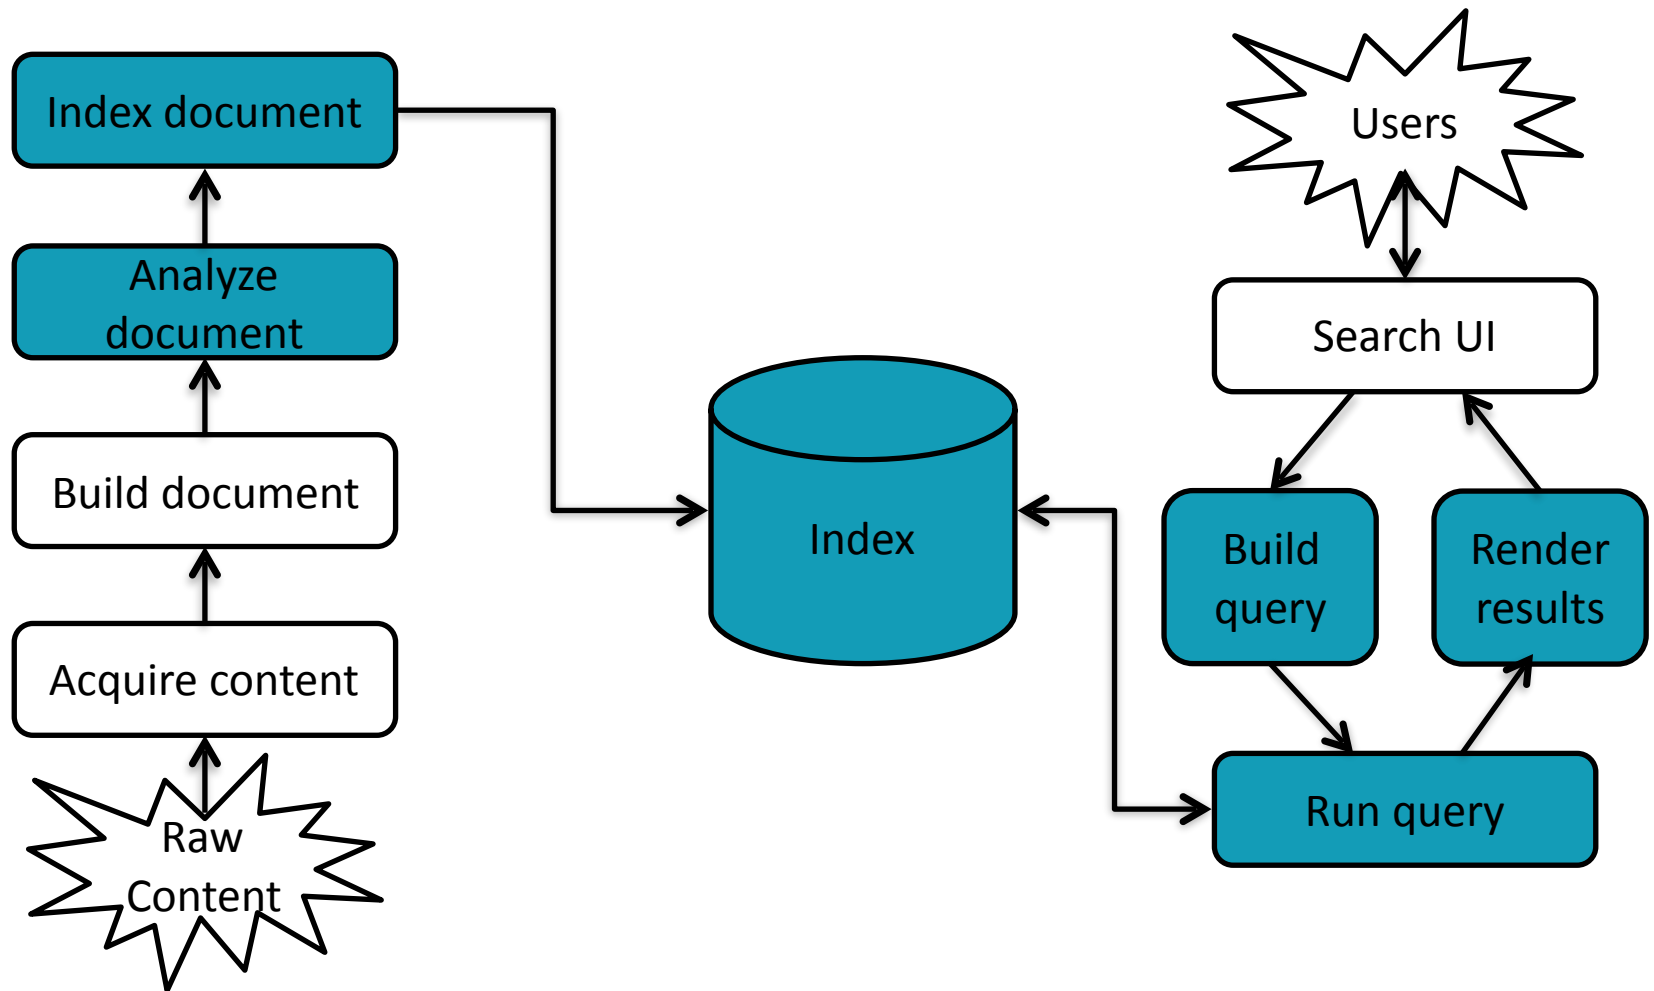 Index document
Analyze
document
Build document
Acquire content
Raw
Content
Index
Users
Search UI
Build
query
Render
results
Run query